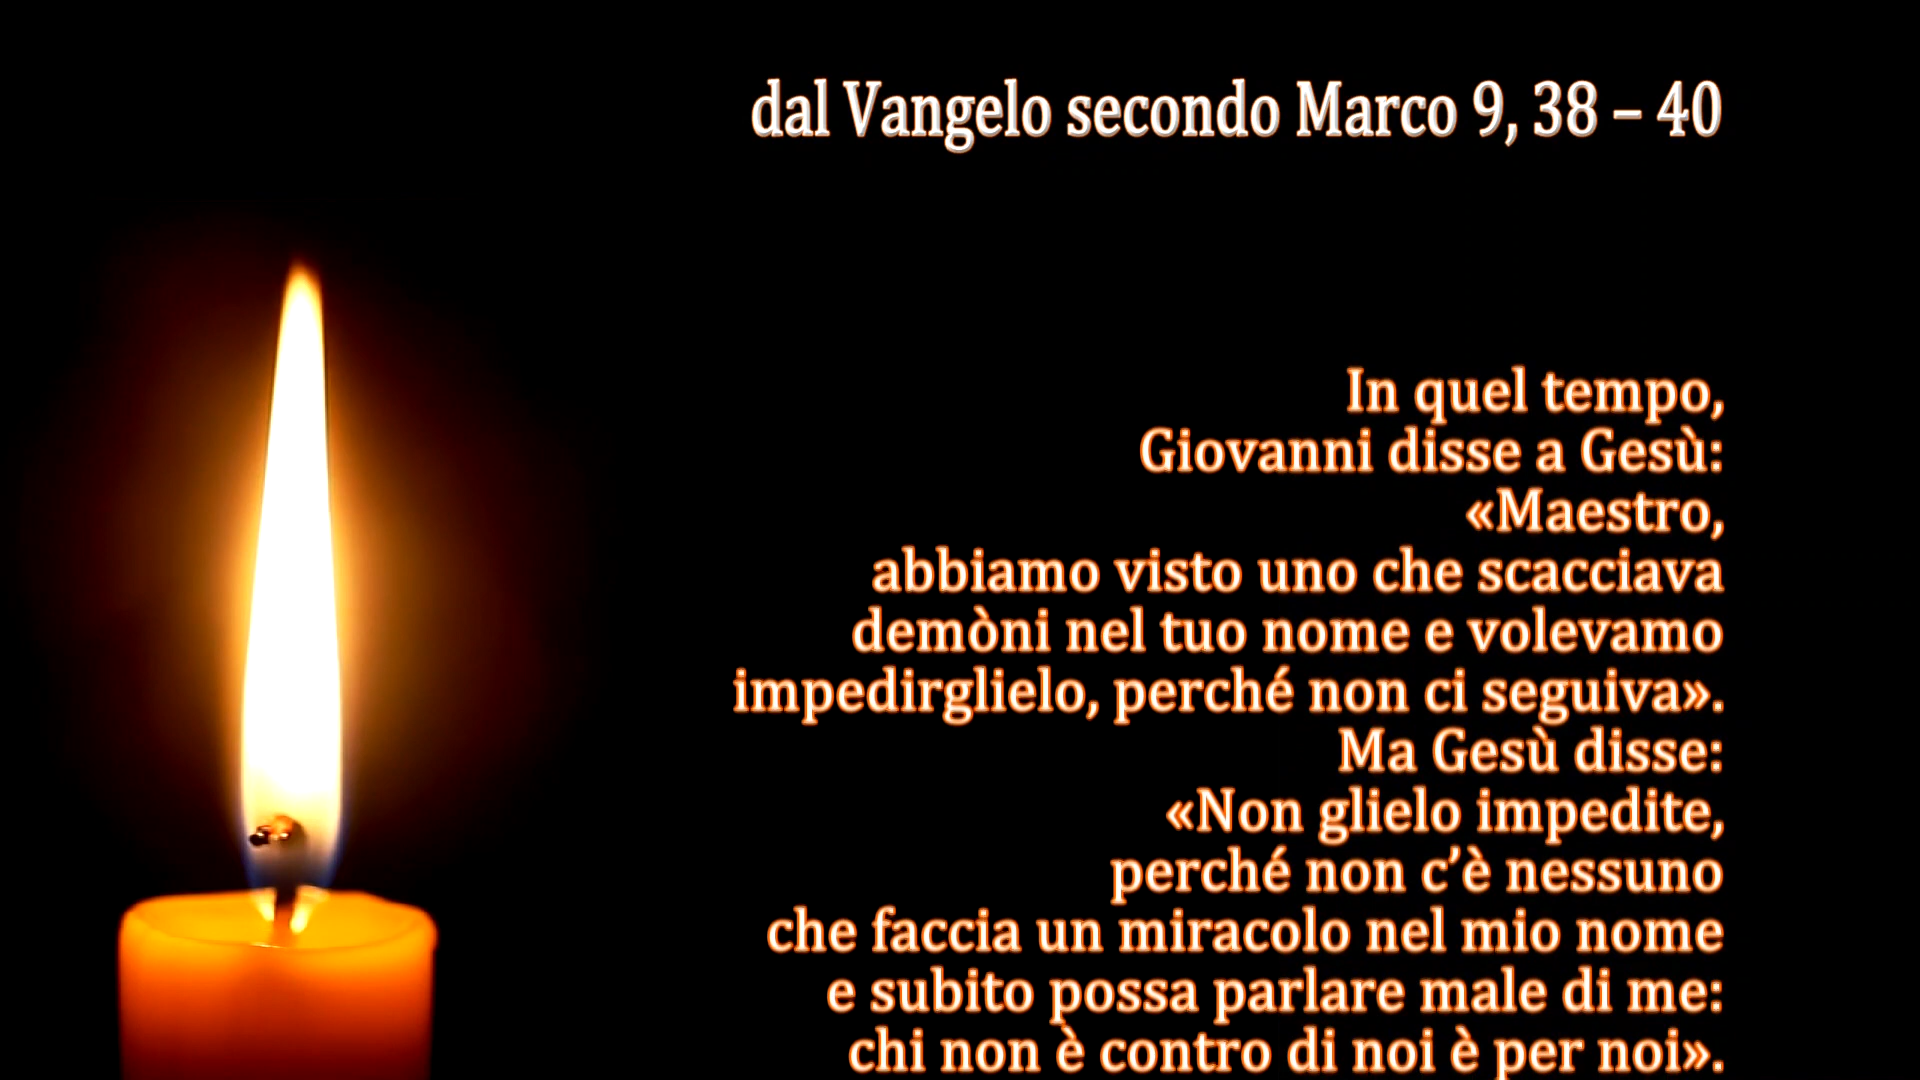 dal Vangelo secondo Marco 9, 38 – 40
In quel tempo,
Giovanni disse a Gesù:
«Maestro,
abbiamo visto uno che scacciava
demòni nel tuo nome e volevamo
impedirglielo, perché non ci seguiva».
Ma Gesù disse:
«Non glielo impedite,
perché non c’è nessuno
che faccia un miracolo nel mio nome
e subito possa parlare male di me:
chi non è contro di noi è per noi».